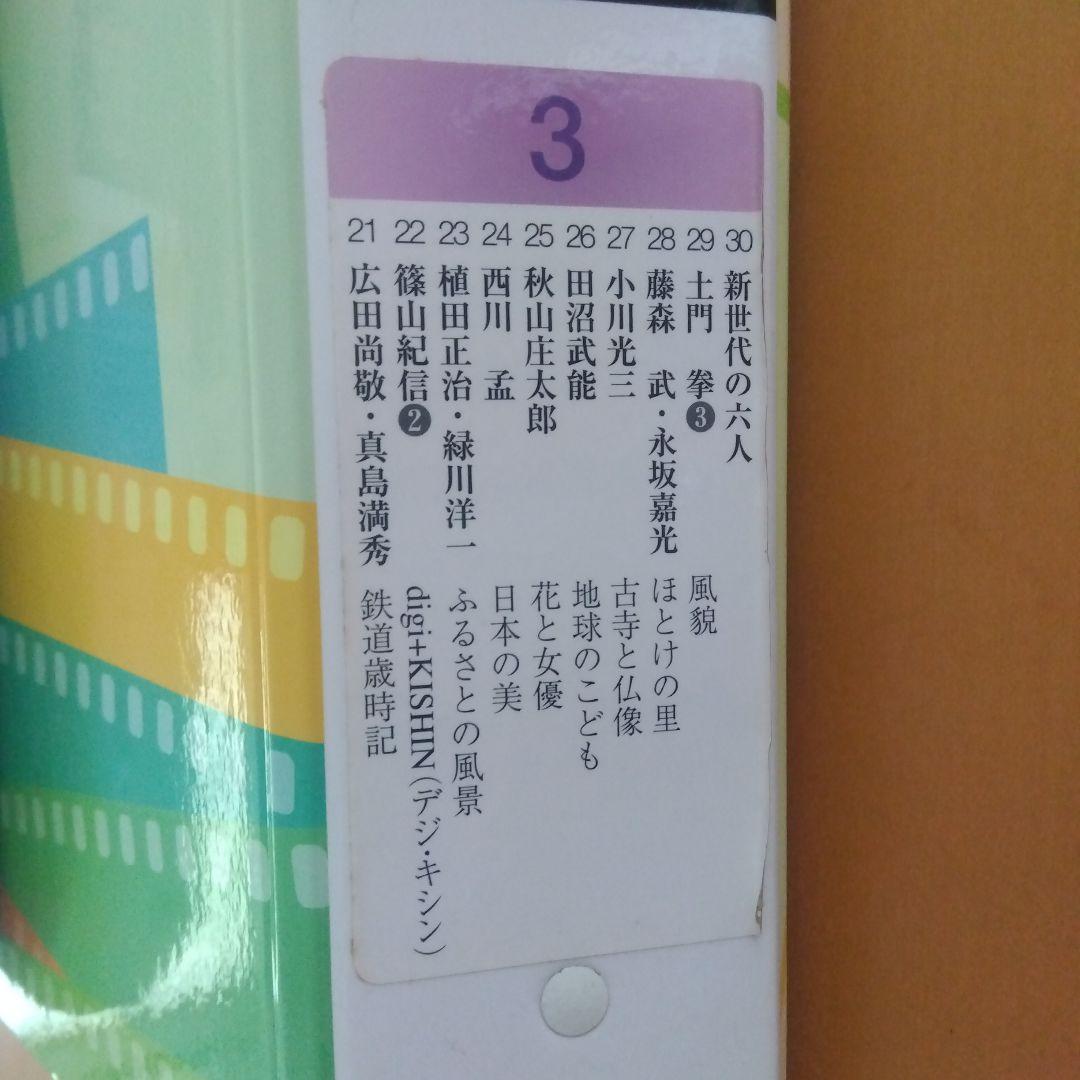 3
21 広田尚敬・真島満秀 鉄道歳時記
22 篠山紀信❷ digi+KISHIN(デジ・キシン)
23 植田正治・緑川洋一 ふるさとの風景
24 西川 孟 日本の美
25 秋山庄太郎 花と女優
26 田沼武能 地球のこども
27 小川光三 古寺と仏像
28 藤森 武・永坂嘉光 ほとけの里
29 土門 拳❸ 風貌
30 新世代の六人